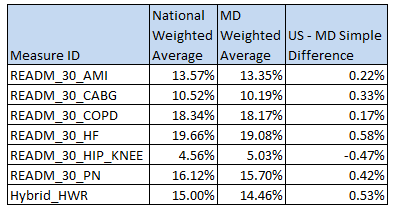 Measure ID National Weighted Average MD Weighted Average US - MD Simple Difference
READM_30_AMI 13.57% 13.35% 0.22%
READM_30_CABG 10.52% 10.19% 0.33%
READM_30_COPD 18.34% 18.17% 0.17%
READM_30_HF 19.66% 19.08% 0.58%
READM_30_HIP_KNEE 4.56% 5.03% -0.47%
READM_30_PN 16.12% 15.70% 0.42%
Hybrid_HWR 15.00% 14.46% 0.53%